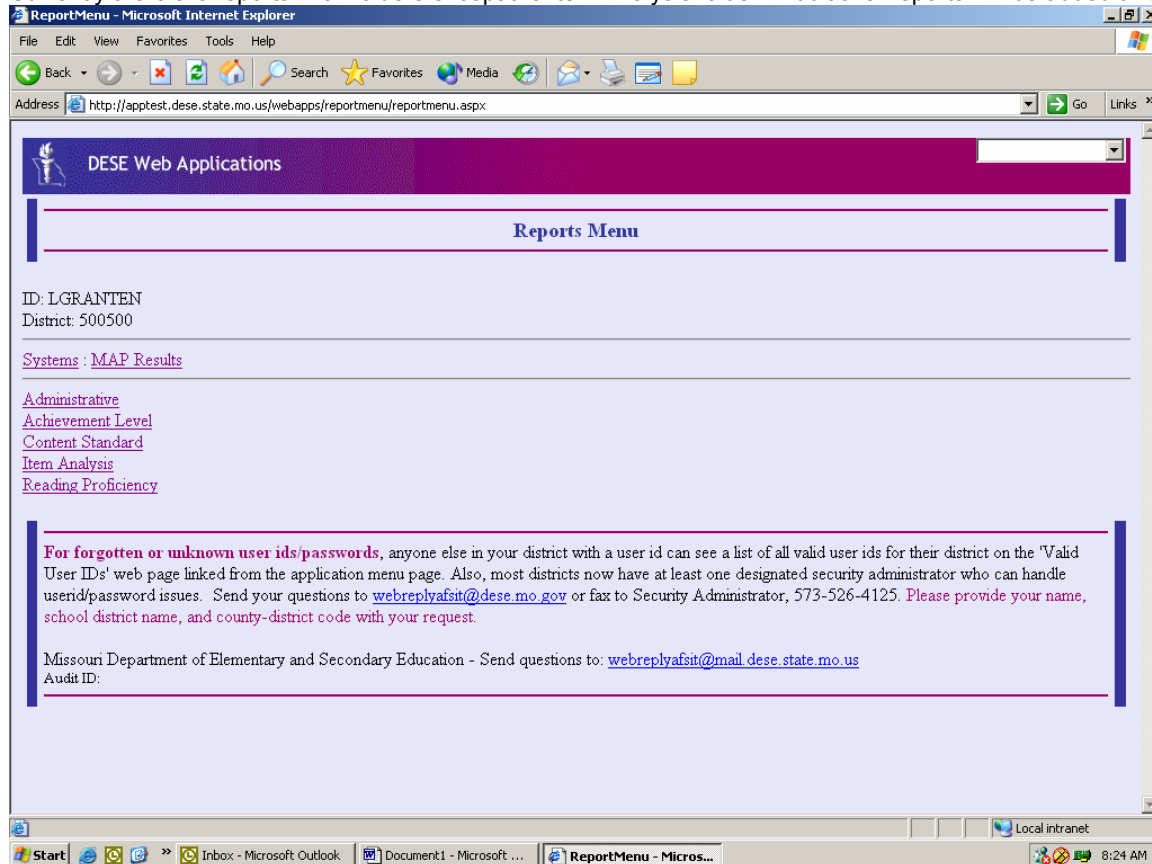 ReportMenu - Microsoft Internet Explorer
File Edit View Favorites Tools Help
Back Search Favorites Media
Address http://apptest.dese.state.mo.us/webapps/reportmenu/reportmenu.aspx Go Links »
DESE Web Applications
Reports Menu
ID: LGRANTEN
District: 500500
Systems : MAP Results
Administrative
Achievement Level
Content Standard
Item Analysis
Reading Proficiency
For forgotten or unknown user ids/passwords, anyone else in your district with a user id can see a list of all valid user ids for their district on the 'Valid
User IDs' web page linked from the application menu page. Also, most districts now have at least one designated security administrator who can handle
userid/password issues. Send your questions to webreplyafsit@dese.mo.gov or fax to Security Administrator, 573-526-4125. Please provide your name,
school district name, and county-district code with your request.
Missouri Department of Elementary and Secondary Education - Send questions to: webreplyafsit@mail.dese.state.mo.us
Audit ID:
Local intranet
Start » Inbox - Microsoft Outlook Document1 - Microsoft ... ReportMenu - Micros... 8:24 AM